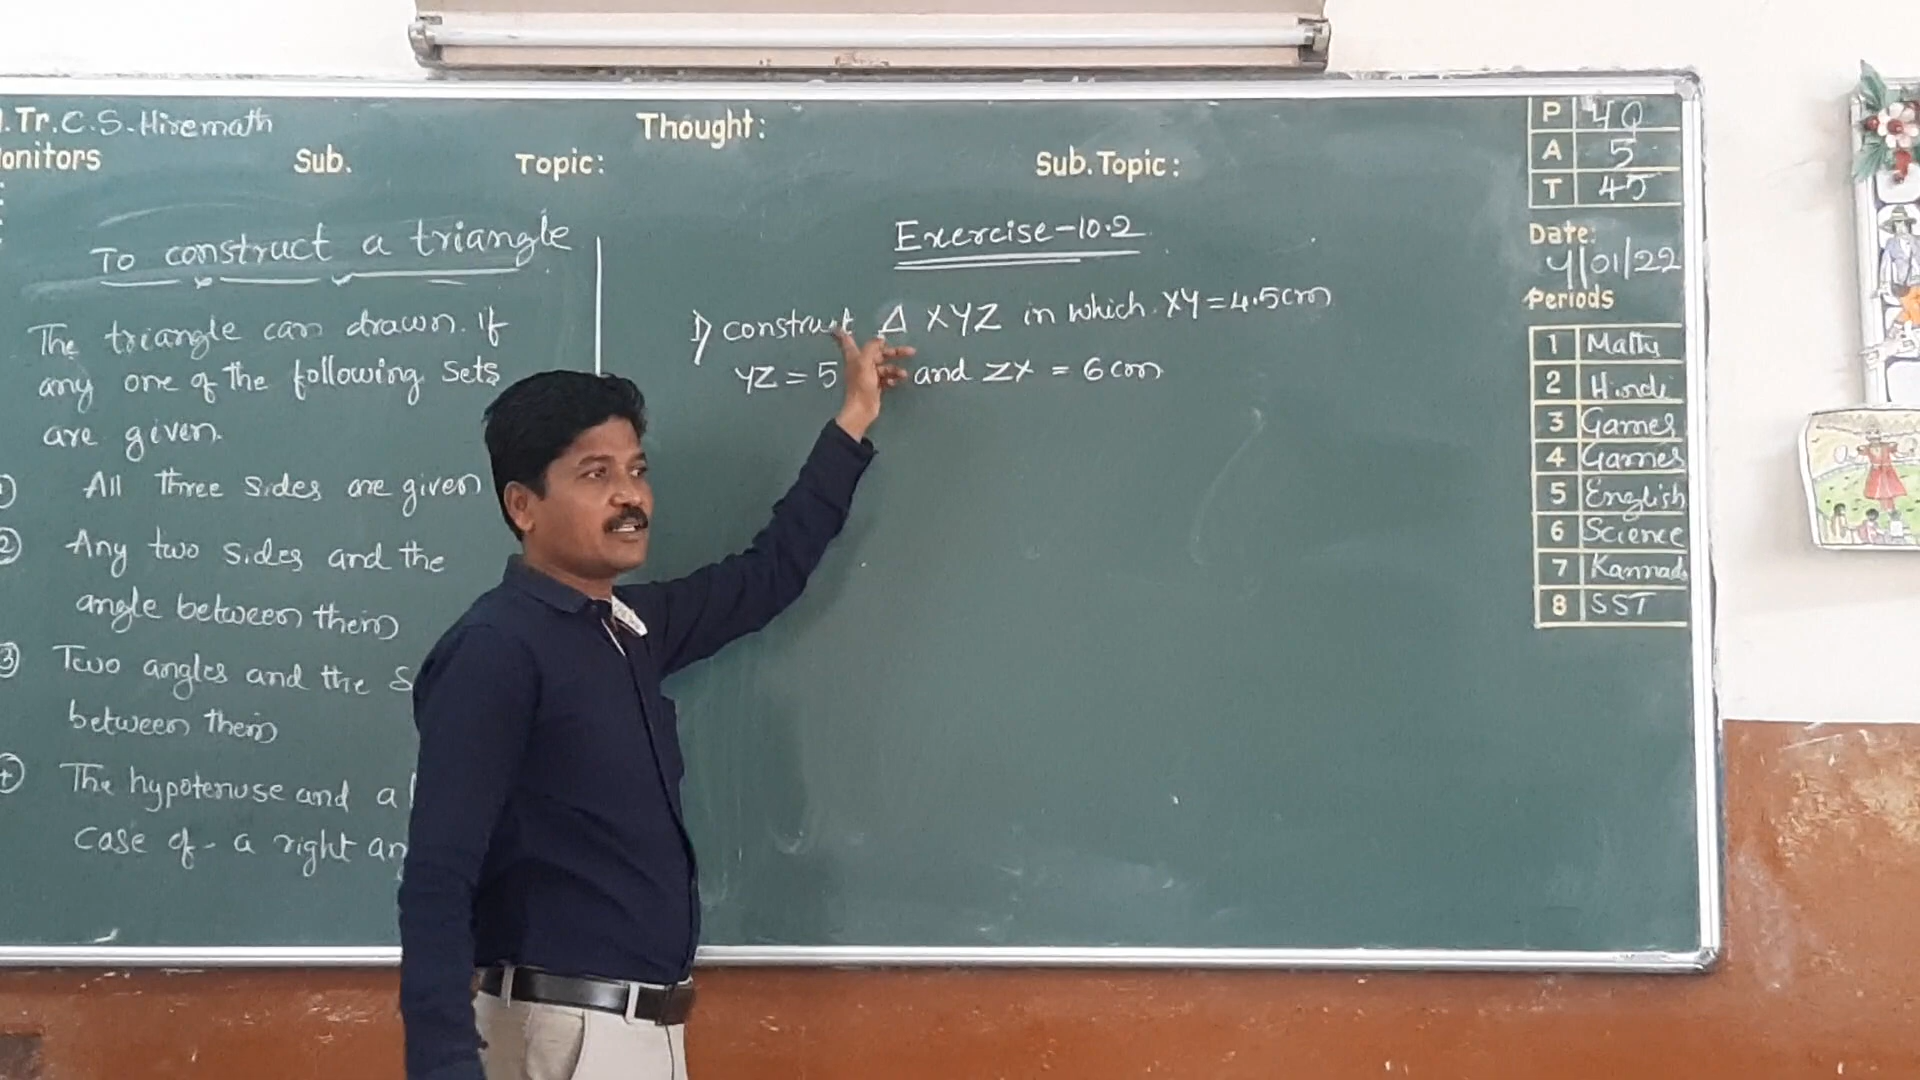 .Tr. C. S. Hiremath
onitors
Sub.
Topic:
Thought:
Sub. Topic:
To construct a triangle
The triangle can drawn. If
any one of the following sets
are given.
1) All three sides are given
2) Any two sides and the
angle between them
3) Two angles and the s
between them
The hypotenuse and a
case of - a right an
Exercise-10.2
1) construct Δ XYZ in which XY = 4.5cm
YZ = 5 and ZX = 6cm
P 40
A 5
T 45
Date:
4/01/22
Periods
1 Maths
2 Hindi
3 Games
4 Games
5 English
6 Science
7 Kannada
8 SST